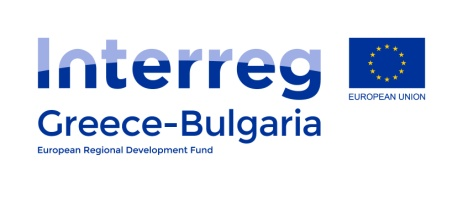 Interreg
EUROPEAN UNION
Greece-Bulgaria
European Regional Development Fund